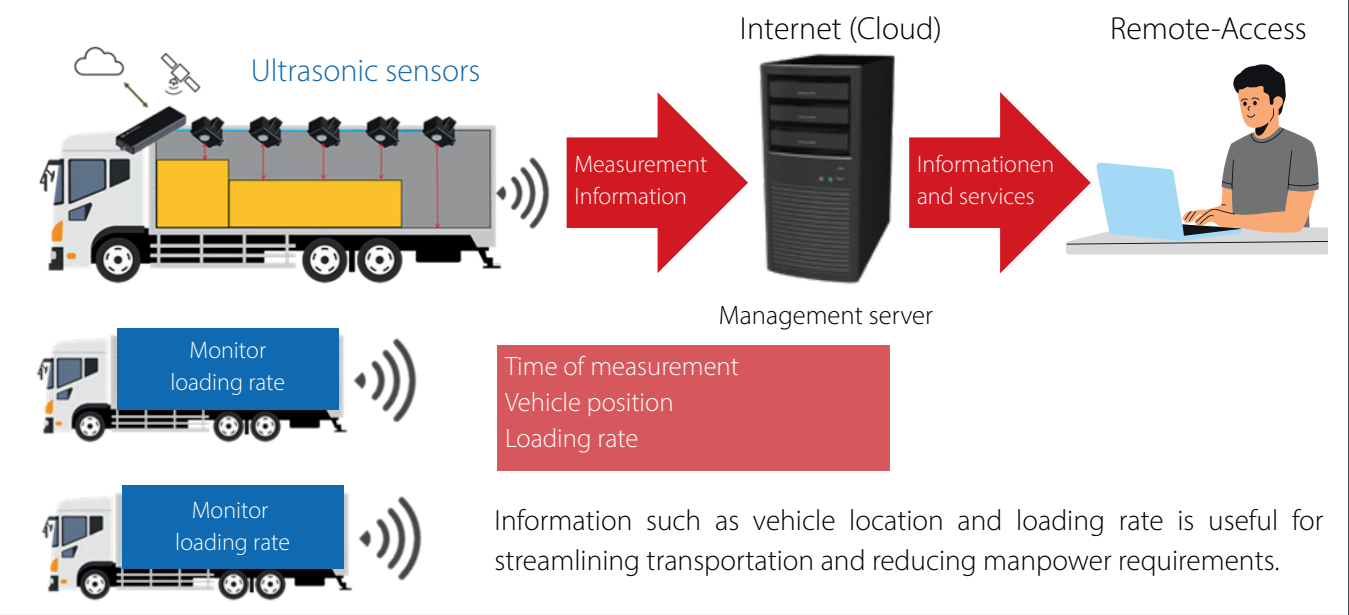 Internet (Cloud)
Remote-Access
Ultrasonic sensors
Measurement
Information
Informationen
and services
Management server
Monitor
loading rate
Time of measurement
Vehicle position
Loading rate
Monitor
loading rate
Information such as vehicle location and loading rate is useful for
streamlining transportation and reducing manpower requirements.